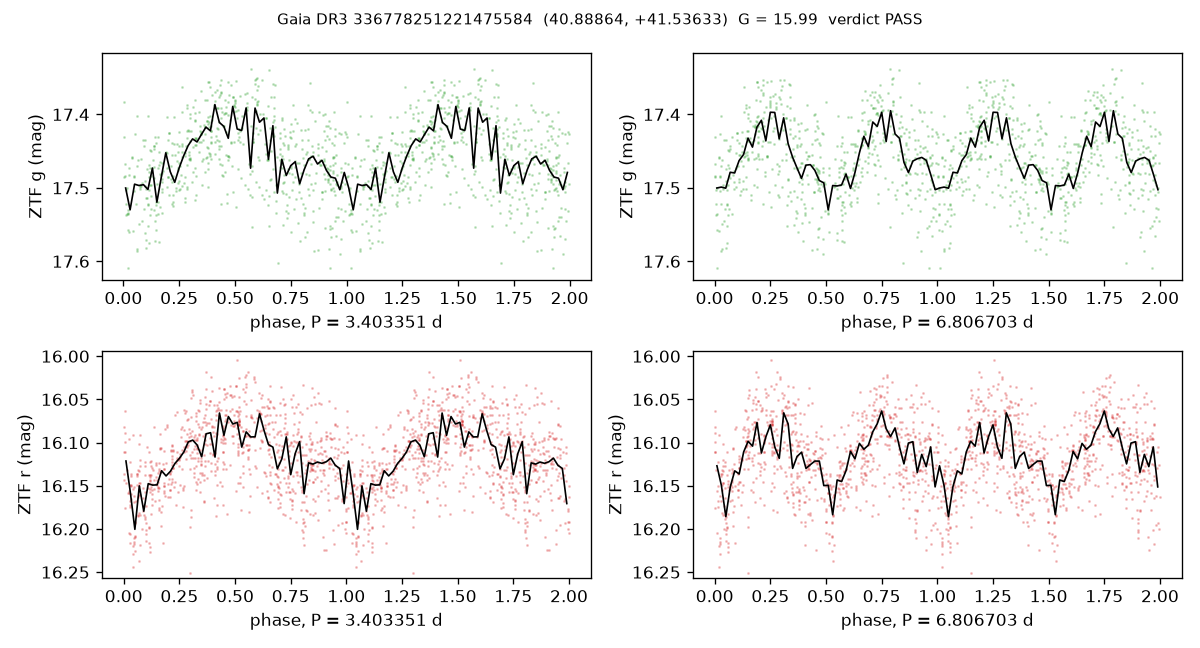 Gaia DR3 336778251221475584  (40.88864, +41.53633)  G = 15.99  verdict PASS
ZTF g (mag)
17.4
17.5
17.6
0.00 0.25 0.50 0.75 1.00 1.25 1.50 1.75 2.00
phase, P = 3.403351 d
ZTF g (mag)
17.4
17.5
17.6
0.00 0.25 0.50 0.75 1.00 1.25 1.50 1.75 2.00
phase, P = 6.806703 d
ZTF r (mag)
16.00
16.05
16.10
16.15
16.20
16.25
0.00 0.25 0.50 0.75 1.00 1.25 1.50 1.75 2.00
phase, P = 3.403351 d
ZTF r (mag)
16.00
16.05
16.10
16.15
16.20
16.25
0.00 0.25 0.50 0.75 1.00 1.25 1.50 1.75 2.00
phase, P = 6.806703 d